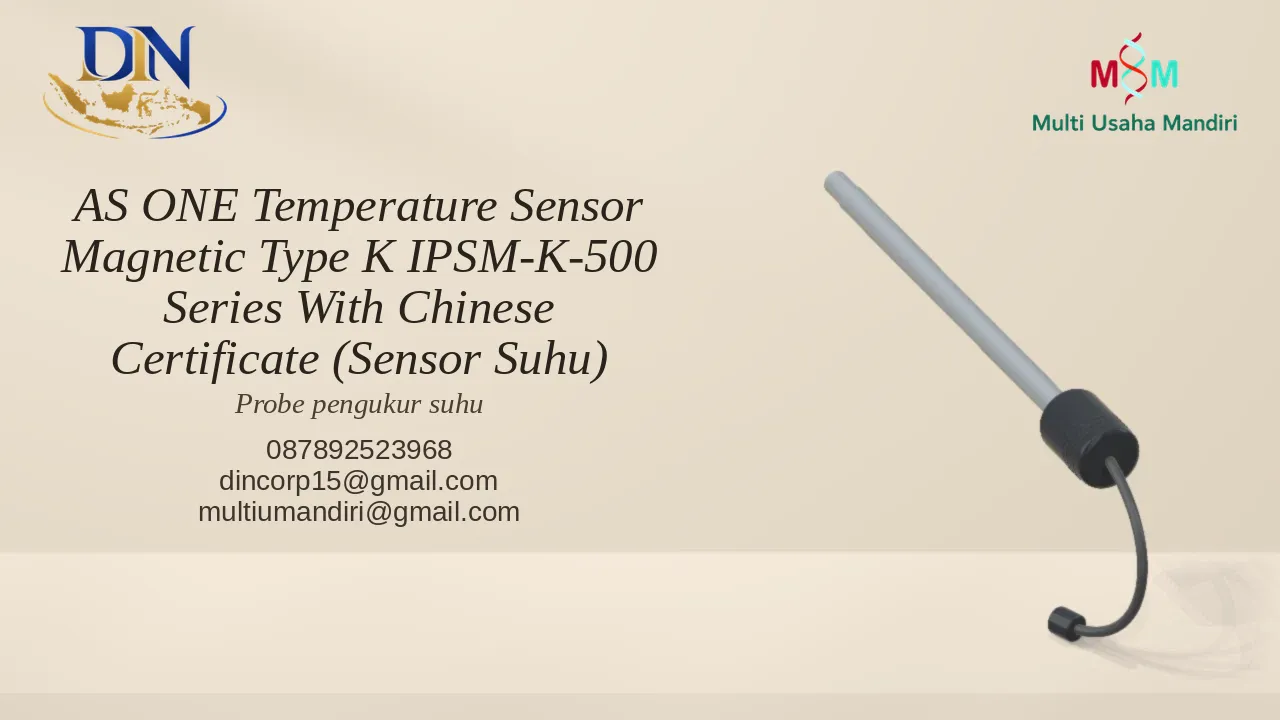 DIN
MSM
Multi Usaha Mandiri
AS ONE Temperature Sensor
Magnetic Type K IPSM-K-500
Series With Chinese
Certificate (Sensor Suhu)
Probe pengukur suhu
087892523968
dincorp15@gmail.com
multiumandiri@gmail.com